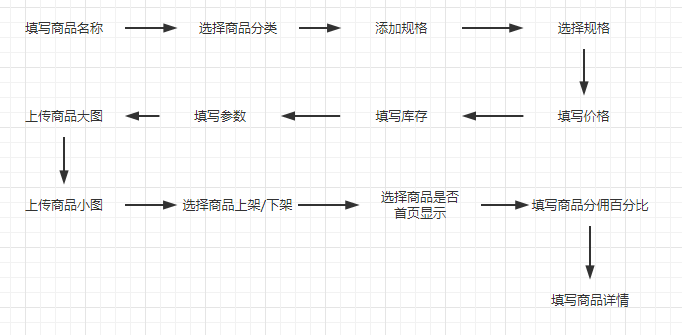 填写商品名称
选择商品分类
添加规格
选择规格
填写价格
填写库存
填写参数
上传商品大图
上传商品小图
选择商品上架/下架
选择商品是否
首页显示
填写商品分佣百分比
填写商品详情